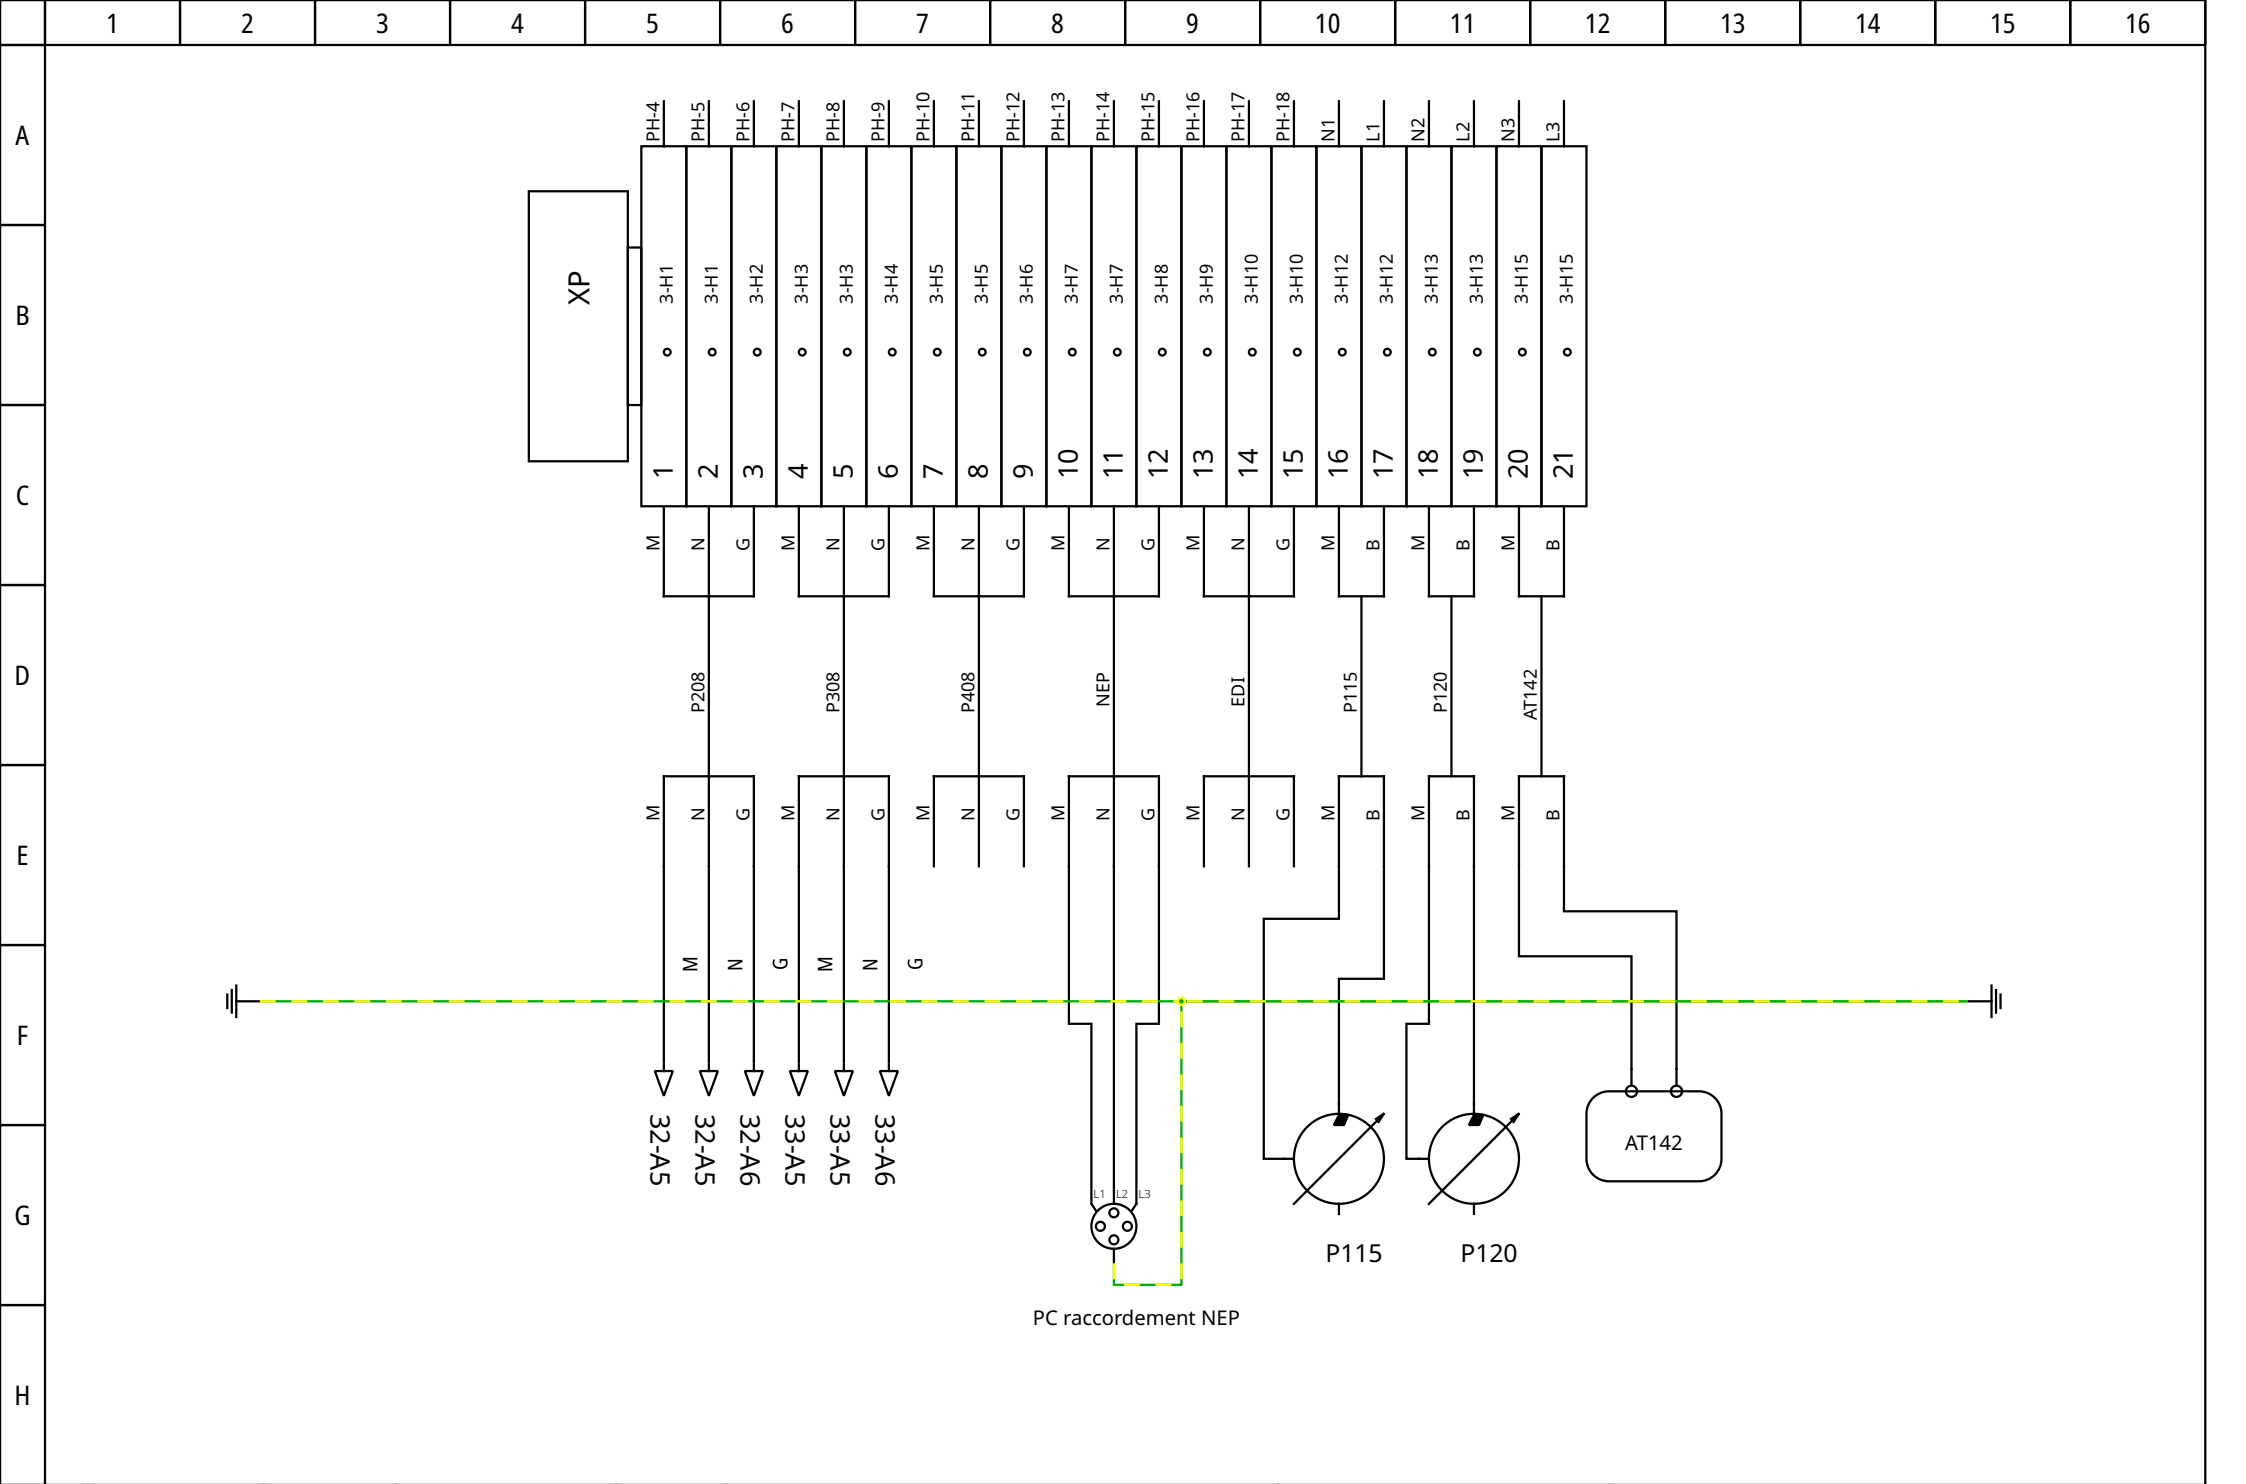 1 2 3 4 5 6 7 8 9 10 11 12 13 14 15 16
A
B
C
D
E
F
G
H
PH-4 PH-5 PH-6 PH-7 PH-8 PH-9 PH-10 PH-11 PH-12 PH-13 PH-14 PH-15 PH-16 PH-17 PH-18 N1 L1 N2 L2 N3 L3
XP
3-H1 3-H1 3-H2 3-H3 3-H3 3-H4 3-H5 3-H5 3-H6 3-H7 3-H7 3-H8 3-H9 3-H10 3-H10 3-H12 3-H12 3-H13 3-H13 3-H15 3-H15
1 2 3 4 5 6 7 8 9 10 11 12 13 14 15 16 17 18 19 20 21
M N G M N G M N G M N G M N G M B M B M B
P208 P308 P408 NEP EDI P115 P120 AT142
M N G M N G M N G M N G M N G M B M B M B
M N G M N G
32-A5 32-A5 32-A6 33-A5 33-A5 33-A6
L1 L2 L3
AT142
P115 P120
PC raccordement NEP